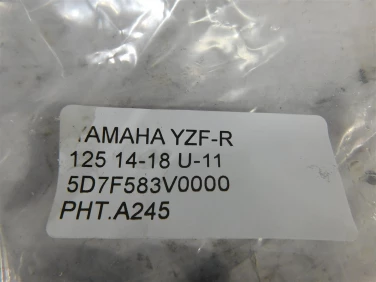 YAMAHA YZF-R
125 14-18 U-11
5D7F583V0000
PHT.A245